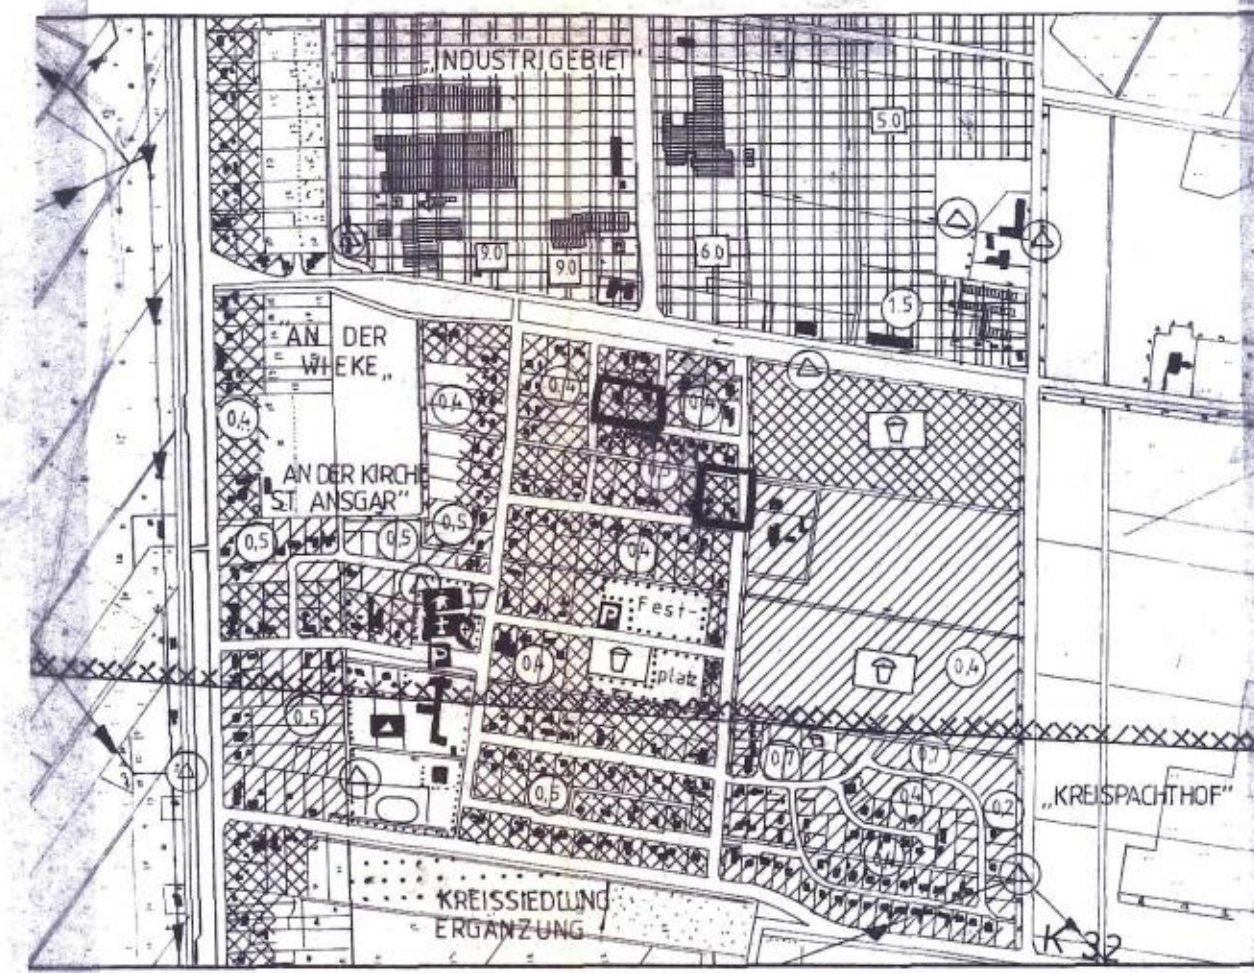 „INDUSTRIGEBIET"
5.0
9.0
9.0
6.0
1.5
„AN DER
WIEKE„
0,4
0,4
0,4
0,4
AN DER KIRCHE
ST ANSGAR"
0,5
0,5
0,5
0,4
Fest-
P
platz
0,4
0,4
P
0,5
0,7
0,7
0,4
0,2
0,5
„KREISPACHTHOF"
KREISSIEDLUNG
ERGÄNZUNG
K 32